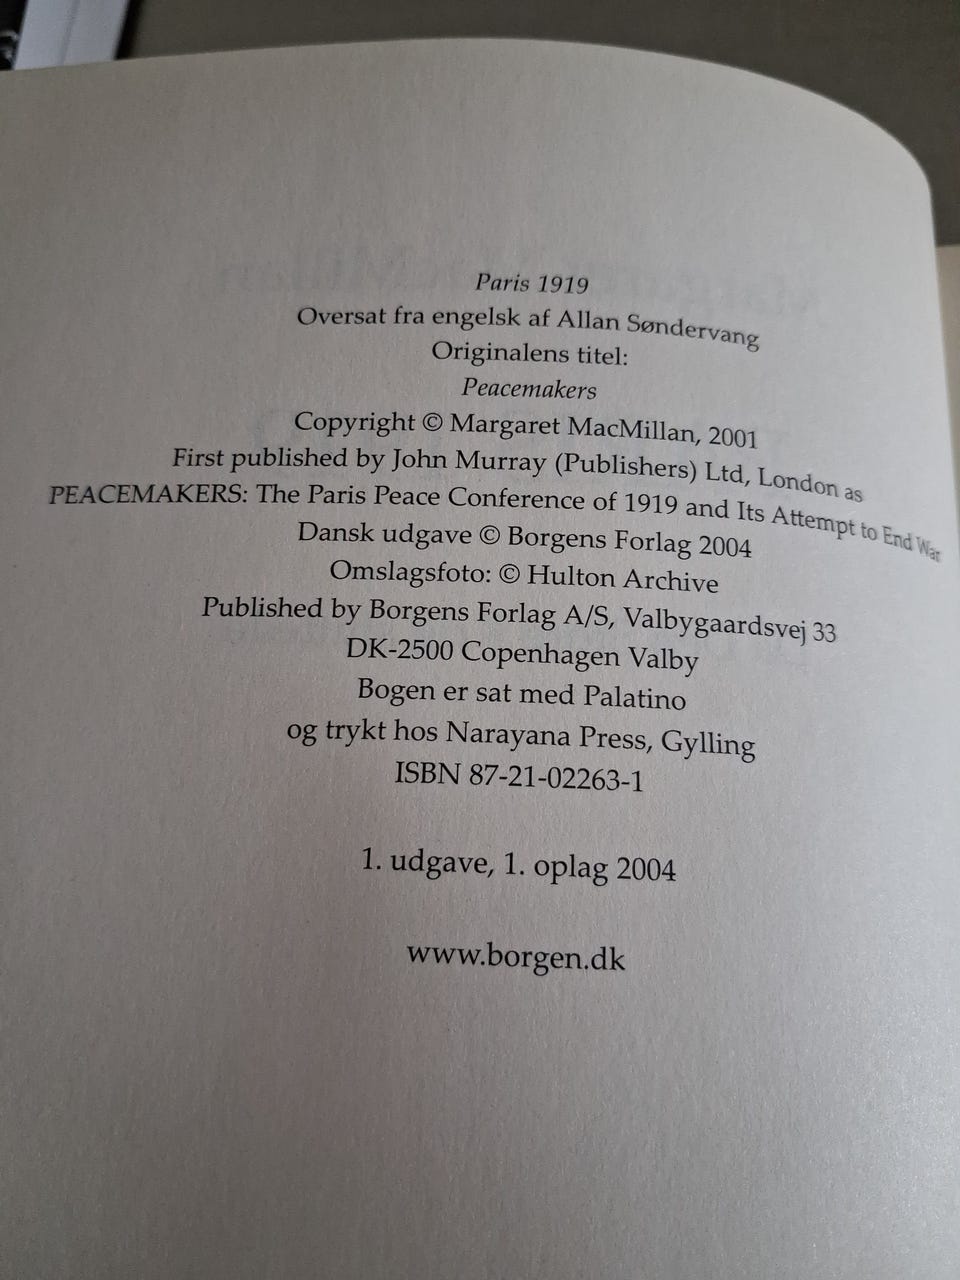 Paris 1919
Oversat fra engelsk af Allan Søndervang
Originalens titel:
Peacemakers
Copyright © Margaret MacMillan, 2001
First published by John Murray (Publishers) Ltd, London as
PEACEMAKERS: The Paris Peace Conference of 1919 and Its Attempt to End War
Dansk udgave © Borgens Forlag 2004
Omslagsfoto: © Hulton Archive
Published by Borgens Forlag A/S, Valbygaardsvej 33
DK-2500 Copenhagen Valby
Bogen er sat med Palatino
og trykt hos Narayana Press, Gylling
ISBN 87-21-02263-1
1. udgave, 1. oplag 2004
www.borgen.dk